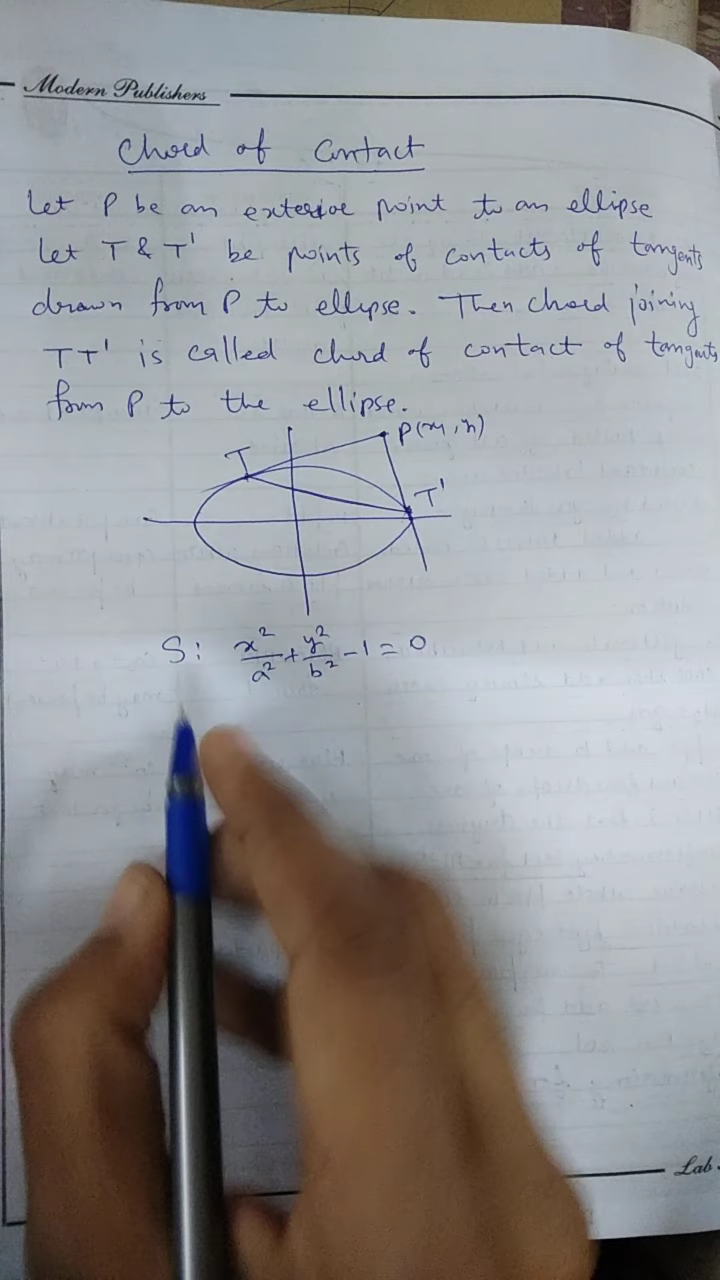 Modern Publishers
Chord of Contact
Let P be an exterior point to an ellipse
Let T & T' be points of contacts of tangents
drawn from P to ellipse. Then chord joining
TT' is called chord of contact of tangents
from P to the ellipse.
P(x₁, y₁)
T
T'
S: x²/a² + y²/b² - 1 = 0
Lab